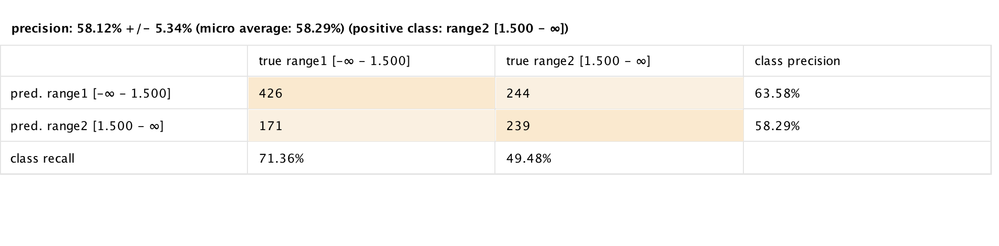 precision: 58.12% +/- 5.34% (micro average: 58.29%) (positive class: range2 [1.500 - ∞])
true range1 [-∞ - 1.500] true range2 [1.500 - ∞] class precision
pred. range1 [-∞ - 1.500] 426 244 63.58%
pred. range2 [1.500 - ∞] 171 239 58.29%
class recall 71.36% 49.48%